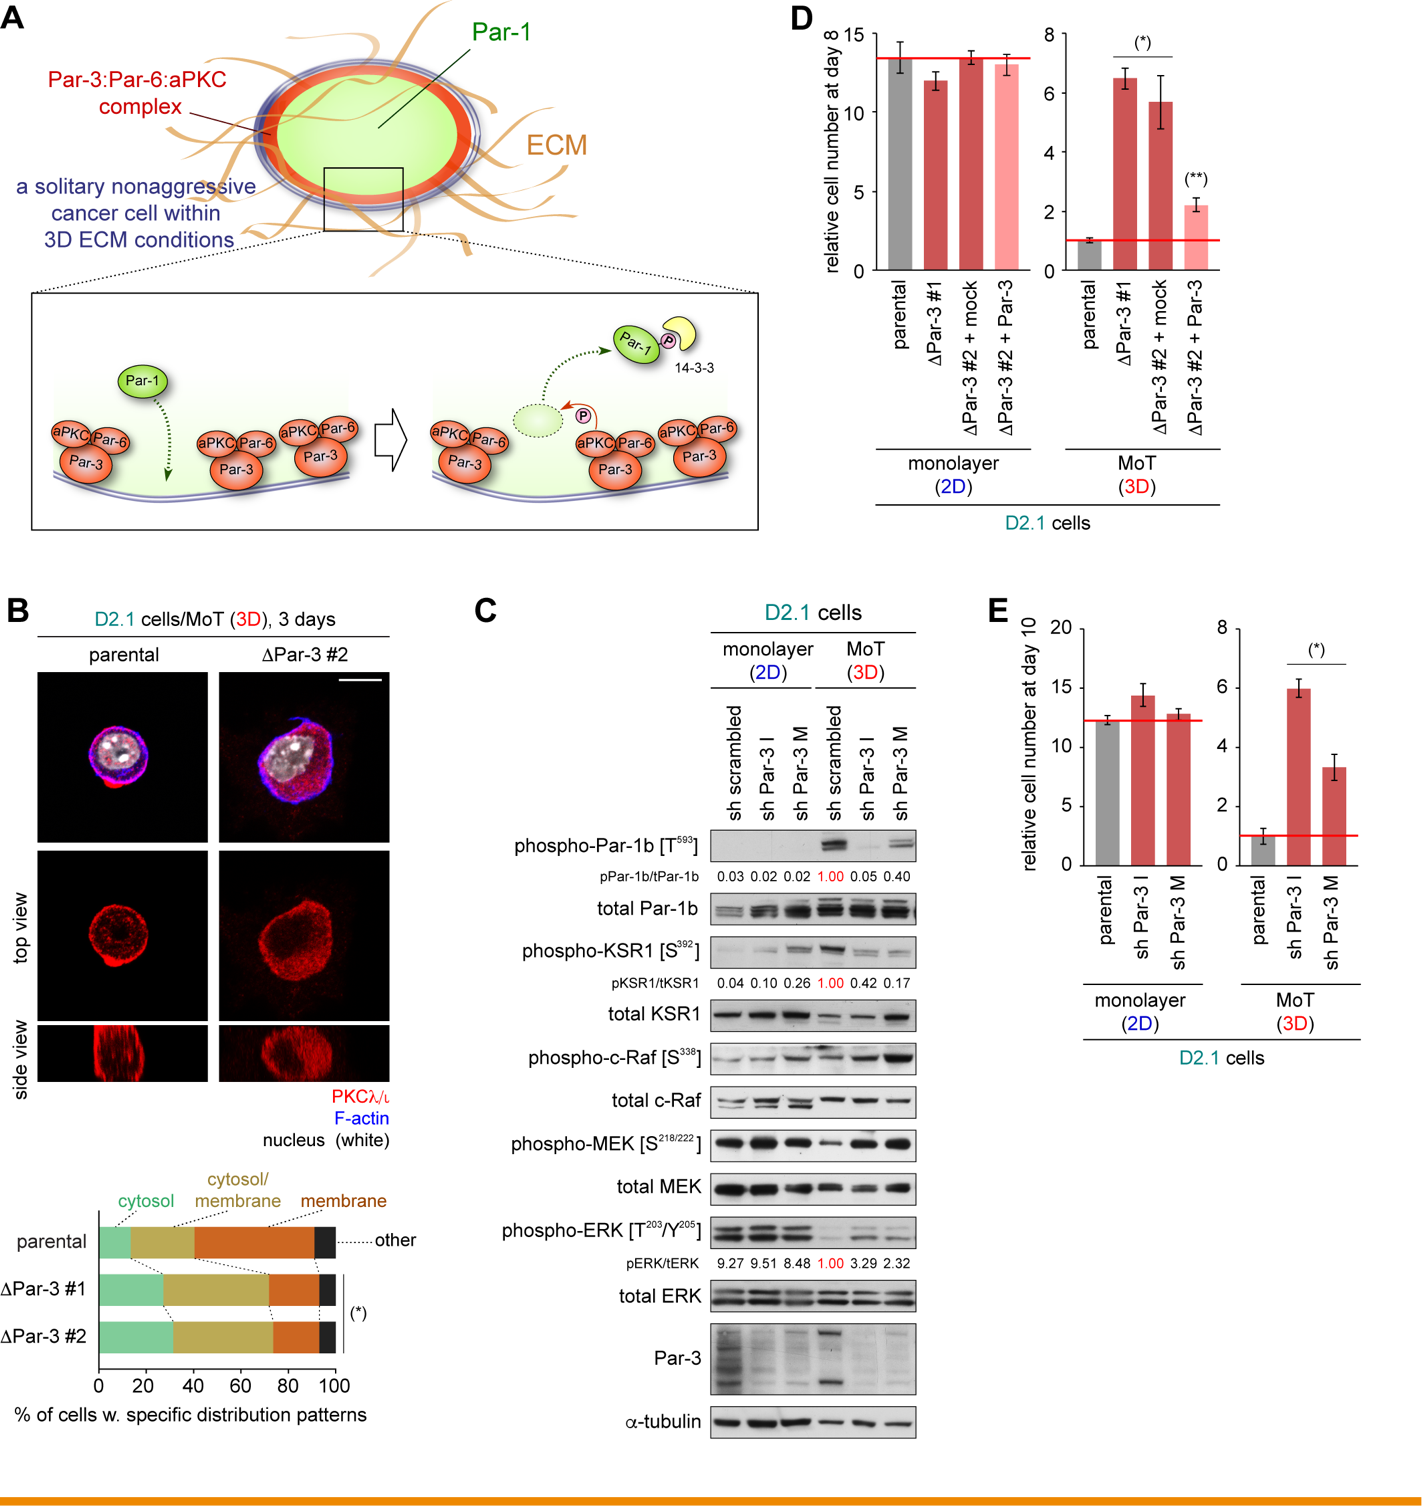 A
Par-1
Par-3:Par-6:aPKC
complex
ECM
a solitary nonaggressive
cancer cell within
3D ECM conditions
Par-1
aPKC Par-6
Par-3
aPKC Par-6
Par-3
aPKC Par-6
Par-3
Par-1
P
14-3-3
P
aPKC Par-6
Par-3
aPKC Par-6
Par-3
aPKC Par-6
Par-3
D
relative cell number at day 8
15
10
5
0
8
6
4
2
0
(*)
(**)
parental
ΔPar-3 #1
ΔPar-3 #2 + mock
ΔPar-3 #2 + Par-3
parental
ΔPar-3 #1
ΔPar-3 #2 + mock
ΔPar-3 #2 + Par-3
monolayer
(2D)
MoT
(3D)
D2.1 cells
B
D2.1 cells/MoT (3D), 3 days
parental
ΔPar-3 #2
top view
side view
PKCλ/ι
F-actin
nucleus (white)
cytosol
cytosol/
membrane
membrane
parental
other
ΔPar-3 #1
ΔPar-3 #2
(*)
0 20 40 60 80 100
% of cells w. specific distribution patterns
C
D2.1 cells
monolayer
(2D)
MoT
(3D)
sh scrambled
sh Par-3 I
sh Par-3 M
sh scrambled
sh Par-3 I
sh Par-3 M
phospho-Par-1b [T593]
pPar-1b/tPar-1b 0.03 0.02 0.02 1.00 0.05 0.40
total Par-1b
phospho-KSR1 [S392]
pKSR1/tKSR1 0.04 0.10 0.26 1.00 0.42 0.17
total KSR1
phospho-c-Raf [S338]
total c-Raf
phospho-MEK [S218/222]
total MEK
phospho-ERK [T203/Y205]
pERK/tERK 9.27 9.51 8.48 1.00 3.29 2.32
total ERK
Par-3
α-tubulin
E
relative cell number at day 10
20
15
10
5
0
8
6
4
2
0
(*)
parental
sh Par-3 I
sh Par-3 M
parental
sh Par-3 I
sh Par-3 M
monolayer
(2D)
MoT
(3D)
D2.1 cells